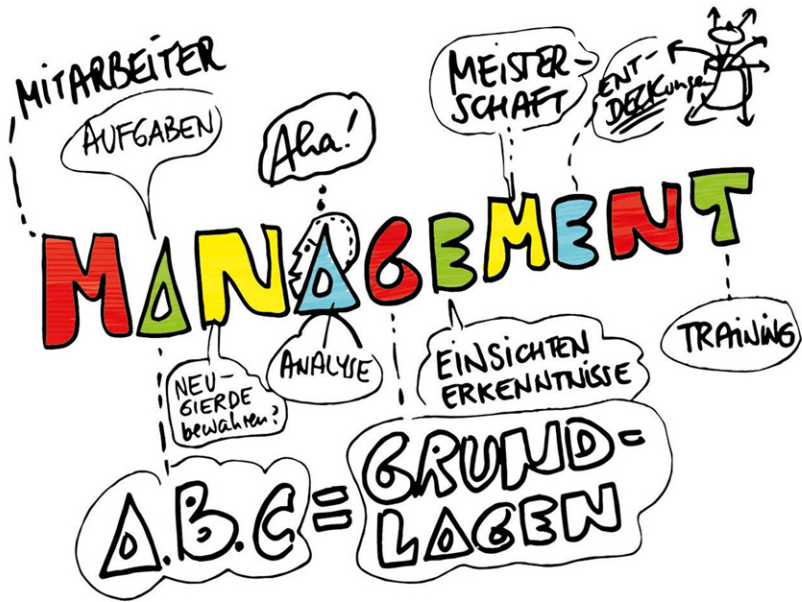 MITARBEITER
AUFGABEN
Aha!
MEISTER-
SCHAFT
ENT-
DECKungen
MANAGEMENT
NEU-
GIERDE
bewahren?
ANALYSE
EINSICHTEN
ERKENNTNISSE
TRAINING
A.B.C = GRUND-
LAGEN